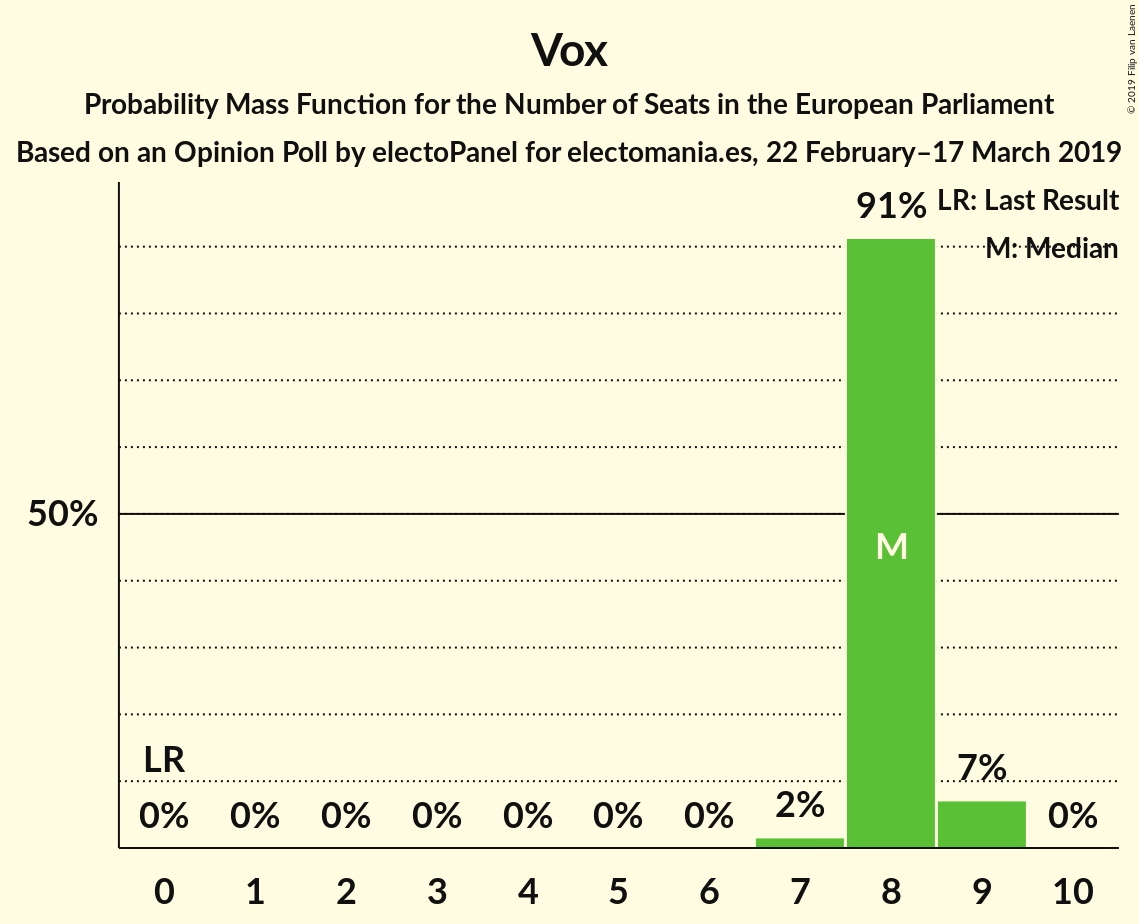 Vox
Probability Mass Function for the Number of Seats in the European Parliament
Based on an Opinion Poll by electoPanel for electomania.es, 22 February–17 March 2019
© 2019 Filip van Laenen
LR: Last Result
M: Median
91%
50%
M
LR
0% 0% 0% 0% 0% 0% 0% 2% 7% 0%
0 1 2 3 4 5 6 7 8 9 10